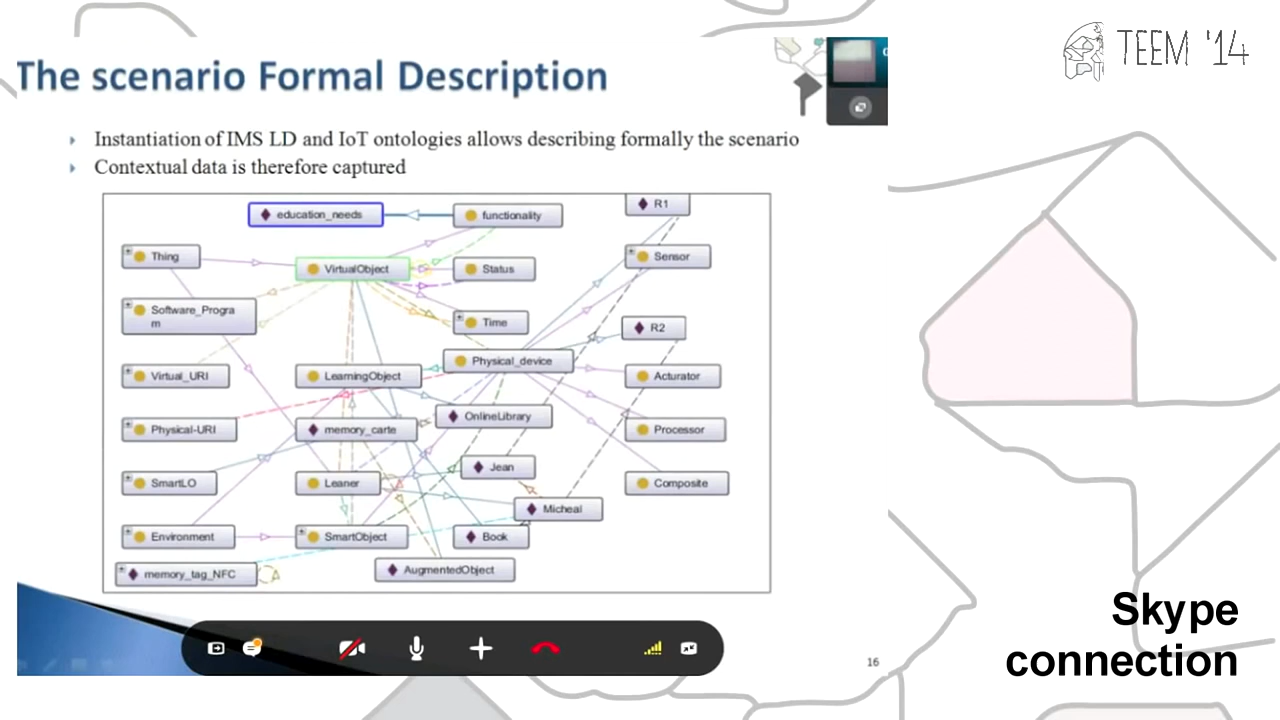 TEEM '14
The scenario Formal Description
Instantiation of IMS LD and IoT ontologies allows describing formally the scenario
Contextual data is therefore captured
education_needs
functionality
R1
Thing
VirtualObject
Status
Sensor
Software_Progra
m
Time
R2
Virtual_URI
LearningObject
Physical_device
Acturator
Physical-URI
memory_carte
OnlineLibrary
Processor
SmartLO
Leaner
Jean
Composite
Micheal
Environment
SmartObject
Book
memory_tag_NFC
AugmentedObject
16
Skype
connection